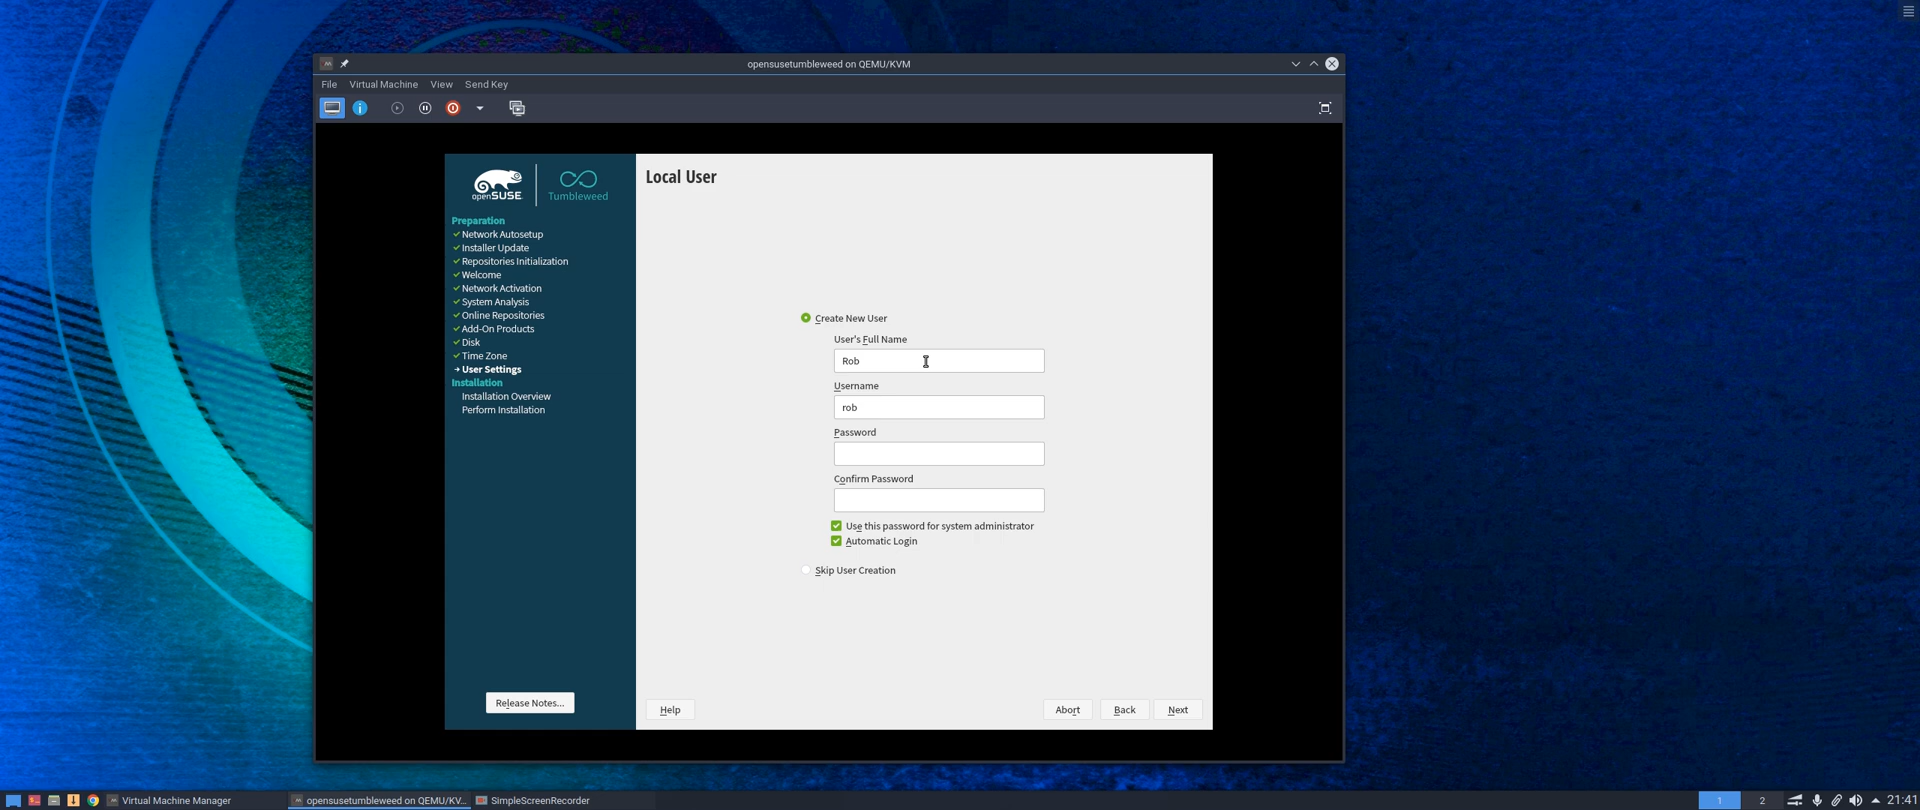 opensusetumbleweed on QEMU/KVM
File Virtual Machine View Send Key
openSUSE Tumbleweed
Local User
Preparation
Network Autosetup
Installer Update
Repositories Initialization
Welcome
Network Activation
System Analysis
Online Repositories
Add-On Products
Disk
Time Zone
User Settings
Installation
Installation Overview
Perform Installation
Create New User
User's Full Name
Rob
Username
rob
Password
Confirm Password
Use this password for system administrator
Automatic Login
Skip User Creation
Release Notes...
Help Abort Back Next
Virtual Machine Manager opensusetumbleweed on QEMU/KV... SimpleScreenRecorder 1 2 21:41